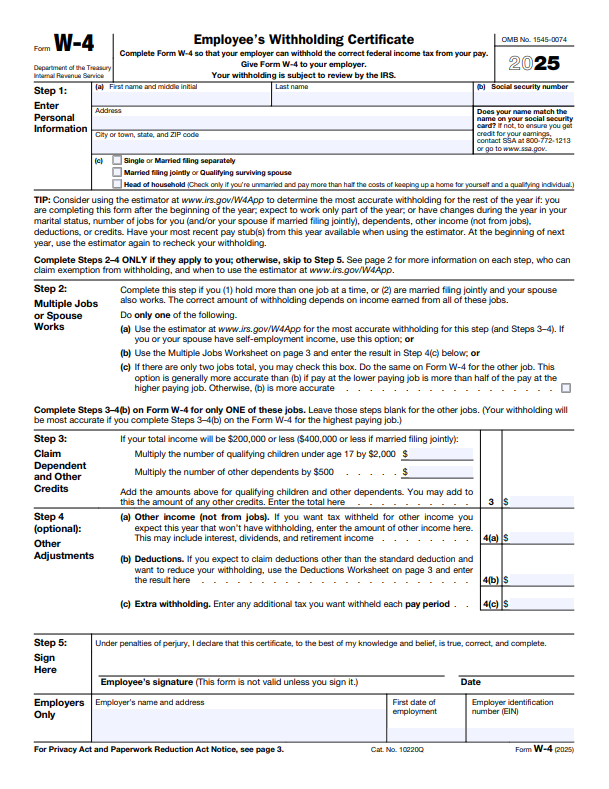 Form W-4
Department of the Treasury
Internal Revenue Service
Employee's Withholding Certificate
Complete Form W-4 so that your employer can withhold the correct federal income tax from your pay.
Give Form W-4 to your employer.
Your withholding is subject to review by the IRS.
OMB No. 1545-0074
2025
Step 1:
Enter
Personal
Information
(a) First name and middle initial
Last name
(b) Social security number
Address
City or town, state, and ZIP code
Does your name match the
name on your social security
card? If not, to ensure you get
credit for your earnings,
contact SSA at 800-772-1213
or go to www.ssa.gov.
(c) Single or Married filing separately
Married filing jointly or Qualifying surviving spouse
Head of household (Check only if you're unmarried and pay more than half the costs of keeping up a home for yourself and a qualifying individual.)
TIP: Consider using the estimator at www.irs.gov/W4App to determine the most accurate withholding for the rest of the year if: you
are completing this form after the beginning of the year; expect to work only part of the year; or have changes during the year in your
marital status, number of jobs for you (and/or your spouse if married filing jointly), dependents, other income (not from jobs),
deductions, or credits. Have your most recent pay stub(s) from this year available when using the estimator. At the beginning of next
year, use the estimator again to recheck your withholding.
Complete Steps 2–4 ONLY if they apply to you; otherwise, skip to Step 5. See page 2 for more information on each step, who can
claim exemption from withholding, and when to use the estimator at www.irs.gov/W4App.
Step 2:
Multiple Jobs
or Spouse
Works
Complete this step if you (1) hold more than one job at a time, or (2) are married filing jointly and your spouse
also works. The correct amount of withholding depends on income earned from all of these jobs.
Do only one of the following.
(a) Use the estimator at www.irs.gov/W4App for the most accurate withholding for this step (and Steps 3–4). If
you or your spouse have self-employment income, use this option; or
(b) Use the Multiple Jobs Worksheet on page 3 and enter the result in Step 4(c) below; or
(c) If there are only two jobs total, you may check this box. Do the same on Form W-4 for the other job. This
option is generally more accurate than (b) if pay at the lower paying job is more than half of the pay at the
higher paying job. Otherwise, (b) is more accurate . . . . . . . . . . . . . . . . . .
Complete Steps 3–4(b) on Form W-4 for only ONE of these jobs. Leave those steps blank for the other jobs. (Your withholding will
be most accurate if you complete Steps 3–4(b) on the Form W-4 for the highest paying job.)
Step 3:
Claim
Dependent
and Other
Credits
If your total income will be $200,000 or less ($400,000 or less if married filing jointly):
Multiply the number of qualifying children under age 17 by $2,000 $
Multiply the number of other dependents by $500 . . . . . $
Add the amounts above for qualifying children and other dependents. You may add to
this the amount of any other credits. Enter the total here . . . . . . . . . . 3 $
Step 4
(optional):
Other
Adjustments
(a) Other income (not from jobs). If you want tax withheld for other income you
expect this year that won't have withholding, enter the amount of other income here.
This may include interest, dividends, and retirement income . . . . . . . . 4(a) $
(b) Deductions. If you expect to claim deductions other than the standard deduction and
want to reduce your withholding, use the Deductions Worksheet on page 3 and enter
the result here . . . . . . . . . . . . . . . . . . . . . . . 4(b) $
(c) Extra withholding. Enter any additional tax you want withheld each pay period . . 4(c) $
Step 5:
Sign
Here
Under penalties of perjury, I declare that this certificate, to the best of my knowledge and belief, is true, correct, and complete.
Employee's signature (This form is not valid unless you sign it.)
Date
Employers
Only
Employer's name and address
First date of
employment
Employer identification
number (EIN)
For Privacy Act and Paperwork Reduction Act Notice, see page 3.
Cat. No. 10220Q
Form W-4 (2025)